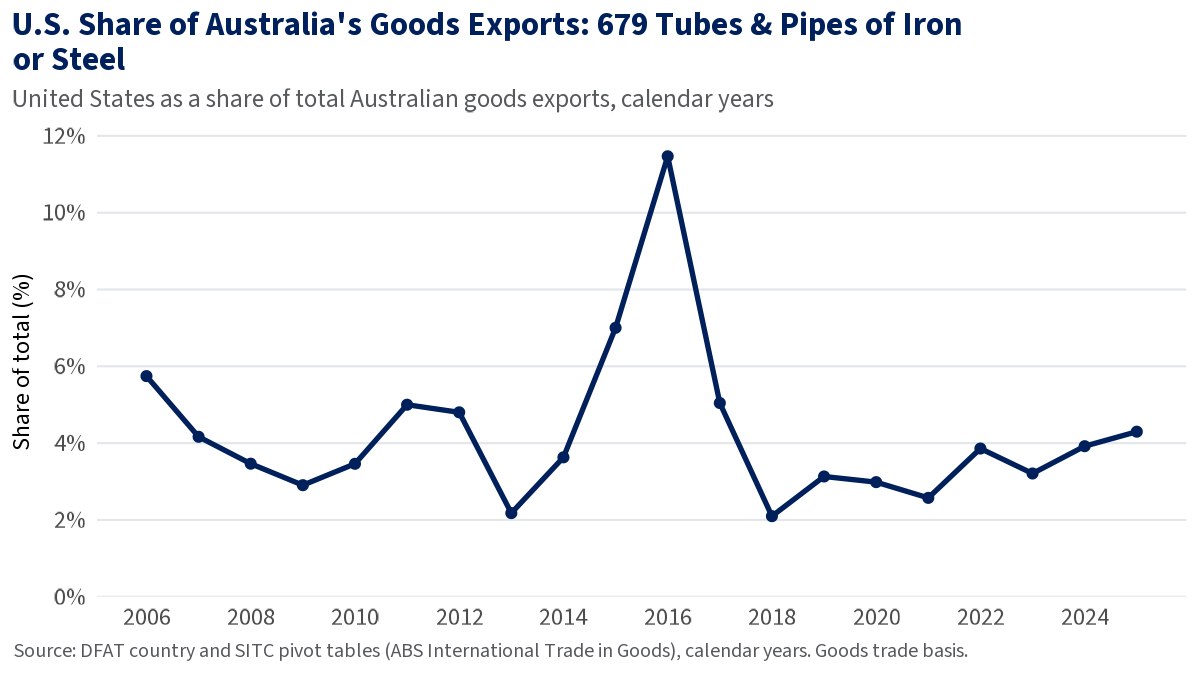 U.S. Share of Australia's Goods Exports: 679 Tubes & Pipes of Iron
or Steel
United States as a share of total Australian goods exports, calendar years
Share of total (%)
12%
10%
8%
6%
4%
2%
0%
2006 2008 2010 2012 2014 2016 2018 2020 2022 2024
Source: DFAT country and SITC pivot tables (ABS International Trade in Goods), calendar years. Goods trade basis.